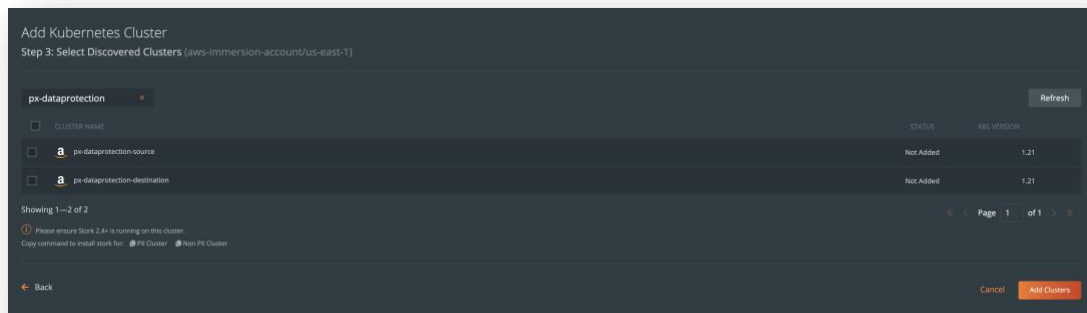 Add Kubernetes Cluster
Step 3: Select Discovered Clusters (aws-immersion-account/us-east-1)
px-dataprotection ×
Refresh
CLUSTER NAME STATUS K8S VERSION
a px-dataprotection-source Not Added 1.21
a px-dataprotection-destination Not Added 1.21
Showing 1—2 of 2 « < Page 1 of 1 > »
Please ensure Stork 2.4+ is running on this cluster.
Copy command to install stork for: PX Cluster Non PX Cluster
← Back Cancel Add Clusters